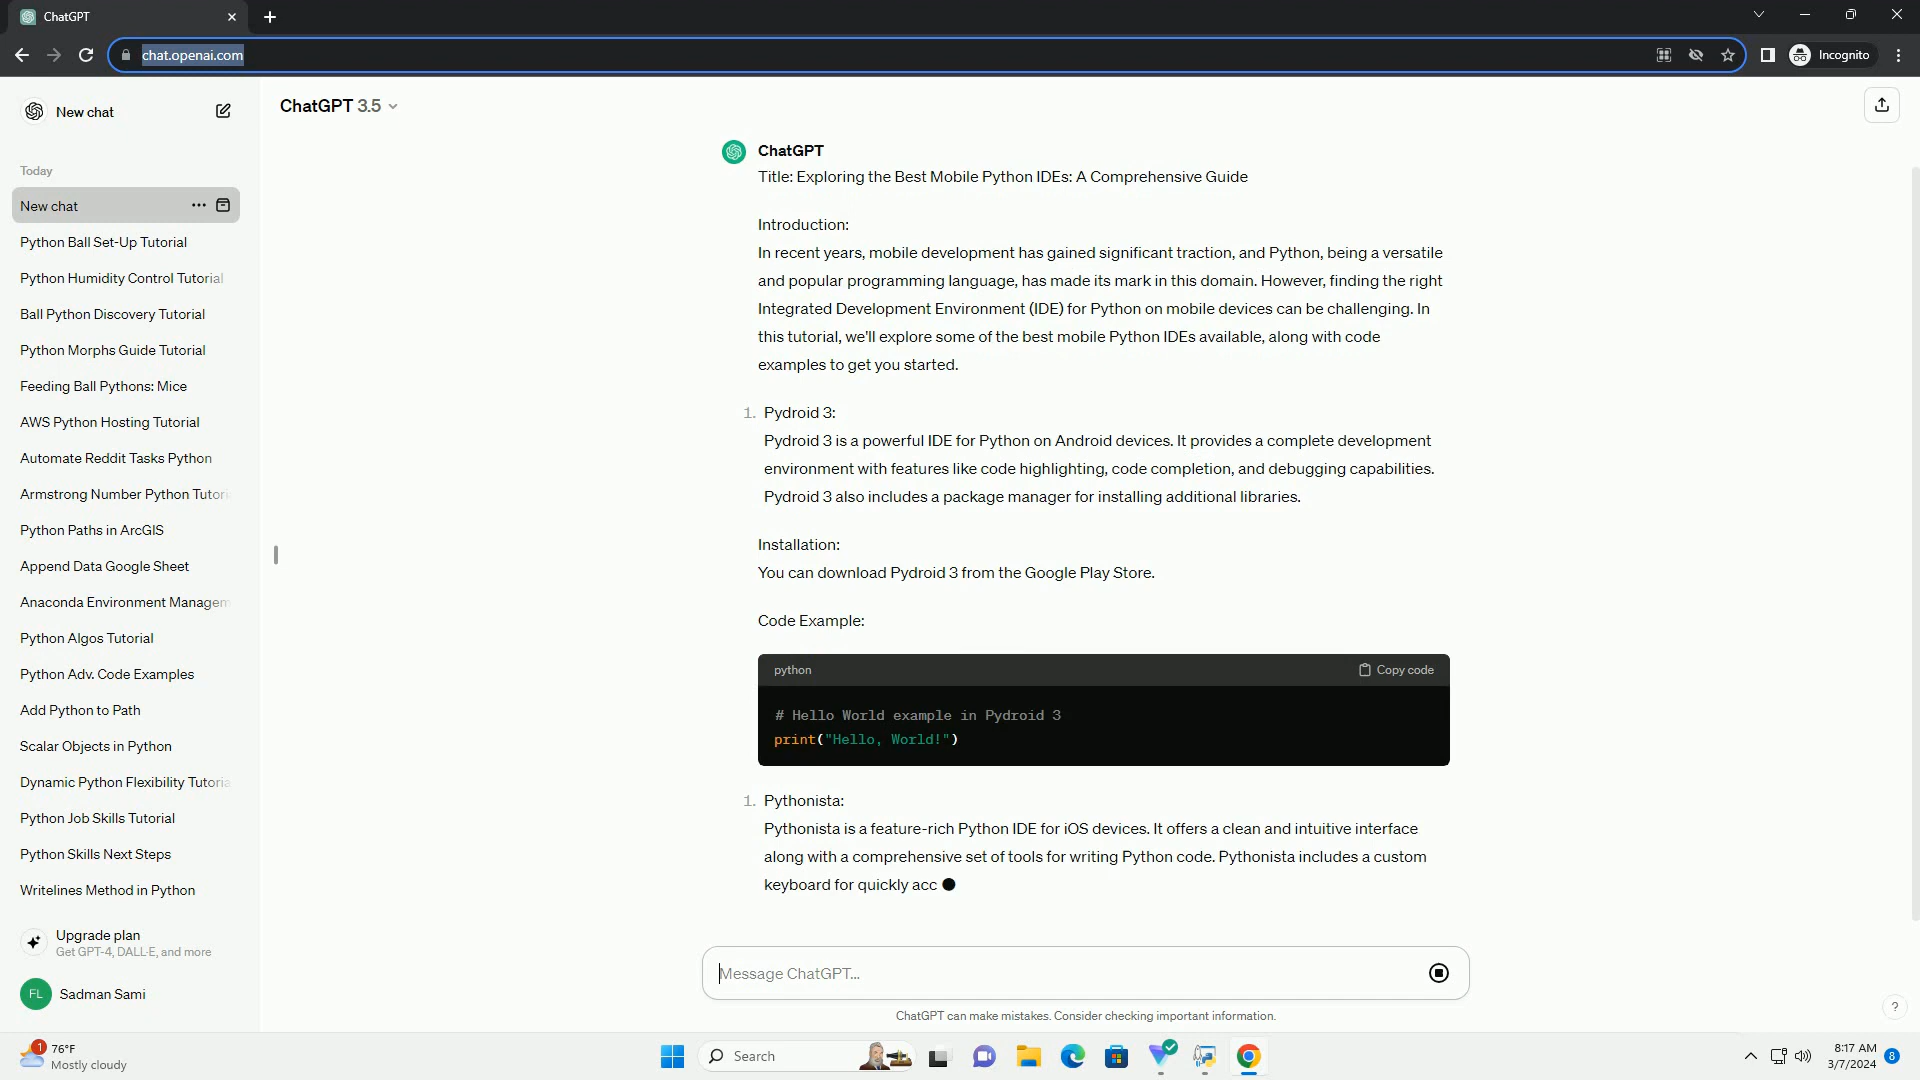 ChatGPT
chat.openai.com
Incognito
New chat
Today
New chat
Python Ball Set-Up Tutorial
Python Humidity Control Tutorial
Ball Python Discovery Tutorial
Python Morphs Guide Tutorial
Feeding Ball Pythons: Mice
AWS Python Hosting Tutorial
Automate Reddit Tasks Python
Armstrong Number Python Tutori
Python Paths in ArcGIS
Append Data Google Sheet
Anaconda Environment Managem
Python Algos Tutorial
Python Adv. Code Examples
Add Python to Path
Scalar Objects in Python
Dynamic Python Flexibility Tutoria
Python Job Skills Tutorial
Python Skills Next Steps
Writelines Method in Python
Upgrade plan
Get GPT-4, DALL·E, and more
FL Sadman Sami
ChatGPT 3.5
ChatGPT
Title: Exploring the Best Mobile Python IDEs: A Comprehensive Guide
Introduction:
In recent years, mobile development has gained significant traction, and Python, being a versatile
and popular programming language, has made its mark in this domain. However, finding the right
Integrated Development Environment (IDE) for Python on mobile devices can be challenging. In
this tutorial, we'll explore some of the best mobile Python IDEs available, along with code
examples to get you started.
1. Pydroid 3:
Pydroid 3 is a powerful IDE for Python on Android devices. It provides a complete development
environment with features like code highlighting, code completion, and debugging capabilities.
Pydroid 3 also includes a package manager for installing additional libraries.
Installation:
You can download Pydroid 3 from the Google Play Store.
Code Example:
python Copy code
# Hello World example in Pydroid 3
print("Hello, World!")
1. Pythonista:
Pythonista is a feature-rich Python IDE for iOS devices. It offers a clean and intuitive interface
along with a comprehensive set of tools for writing Python code. Pythonista includes a custom
keyboard for quickly acc
Message ChatGPT...
ChatGPT can make mistakes. Consider checking important information.
?
1
76°F
Mostly cloudy
Search
8:17 AM
3/7/2024
8